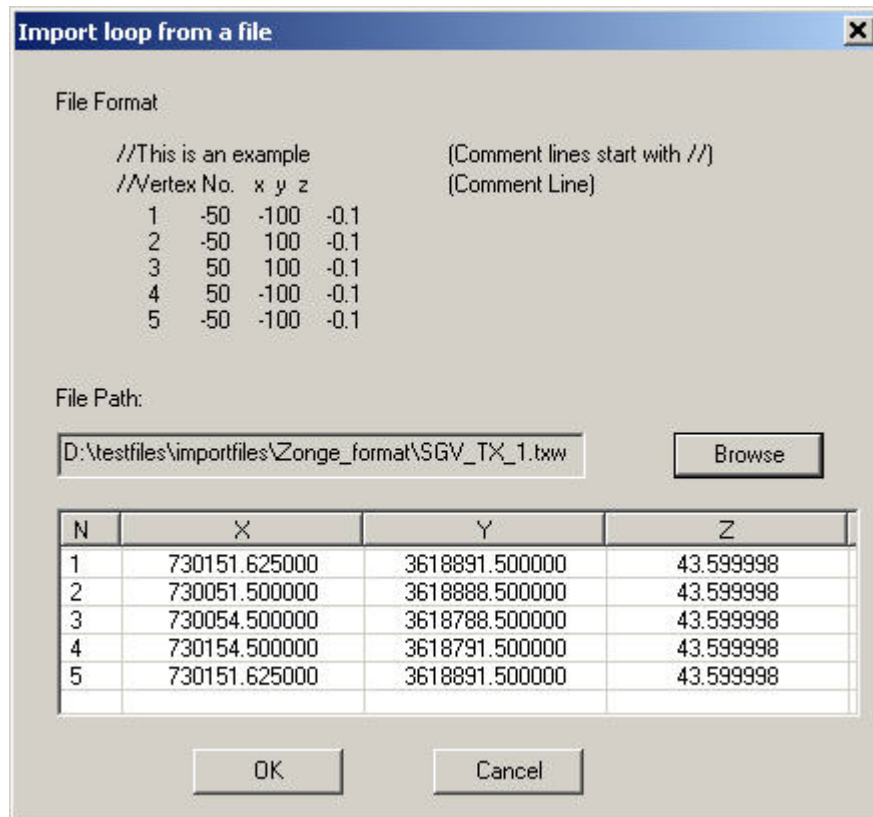 Import loop from a file
File Format
//This is an example (Comment lines start with //)
//Vertex No. x y z (Comment Line)
1 -50 -100 -0.1
2 -50 100 -0.1
3 50 100 -0.1
4 50 -100 -0.1
5 -50 -100 -0.1
File Path:
D:\testfiles\importfiles\Zonge_format\SGV_TX_1.txw Browse
N X Y Z
1 730151.625000 3618891.500000 43.599998
2 730051.500000 3618888.500000 43.599998
3 730054.500000 3618788.500000 43.599998
4 730154.500000 3618791.500000 43.599998
5 730151.625000 3618891.500000 43.599998
OK Cancel